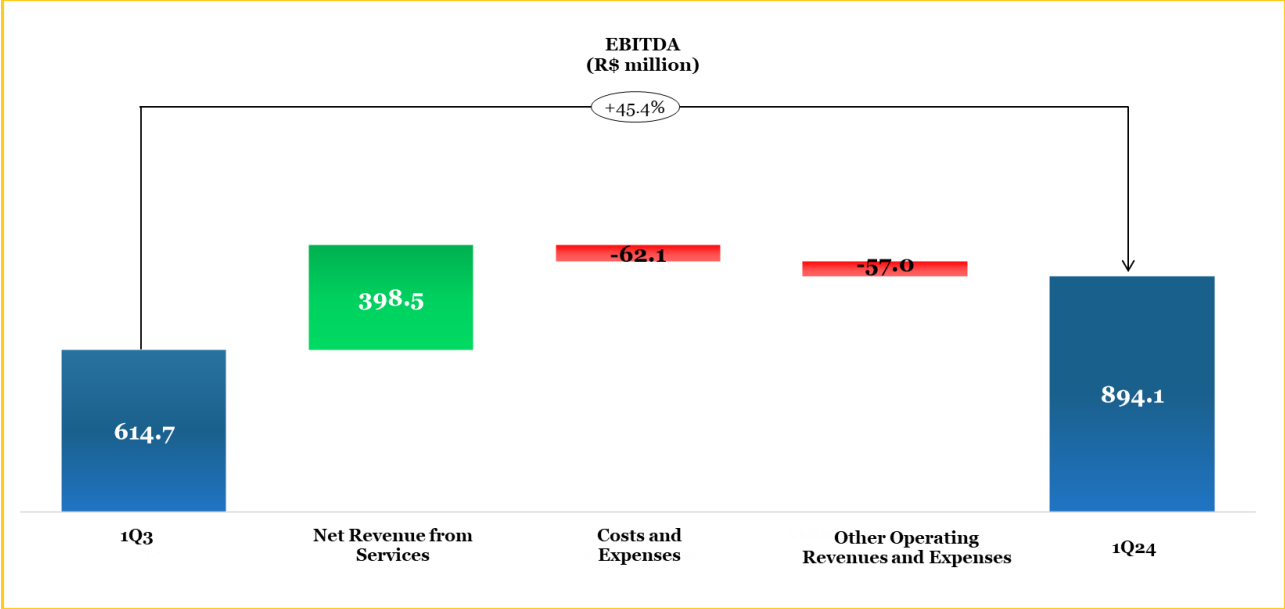 EBITDA
(R$ million)
+45.4%
398.5
-62.1
-57.0
614.7
894.1
1Q3
Net Revenue from
Services
Costs and
Expenses
Other Operating
Revenues and Expenses
1Q24